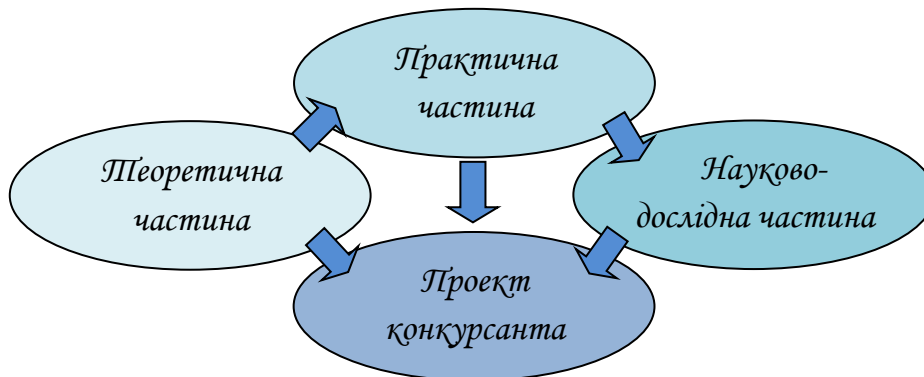 Практична
частина
Теоретична
частина
Науково-
дослідна частина
Проект
конкурсанта